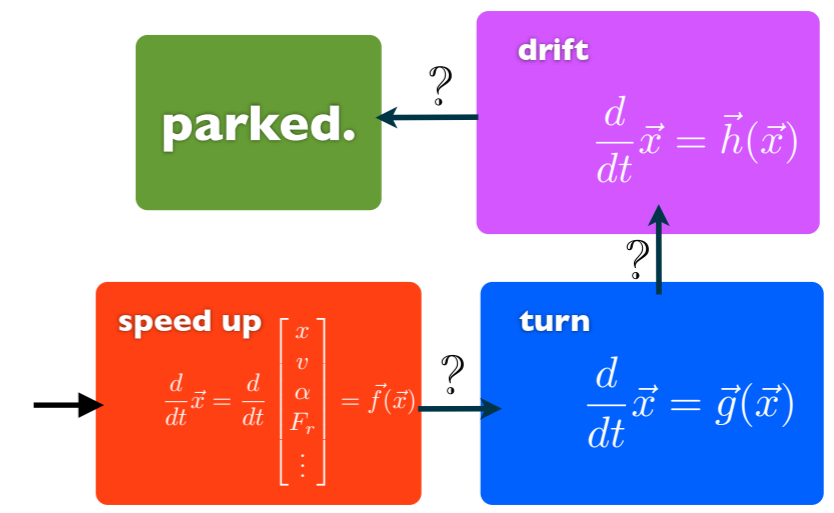 drift
d/dt x⃗ = h⃗(x⃗)
?
parked.
?
speed up
d/dt x⃗ = d/dt [x v α F_r ⋮] = f⃗(x⃗)
?
turn
d/dt x⃗ = g⃗(x⃗)